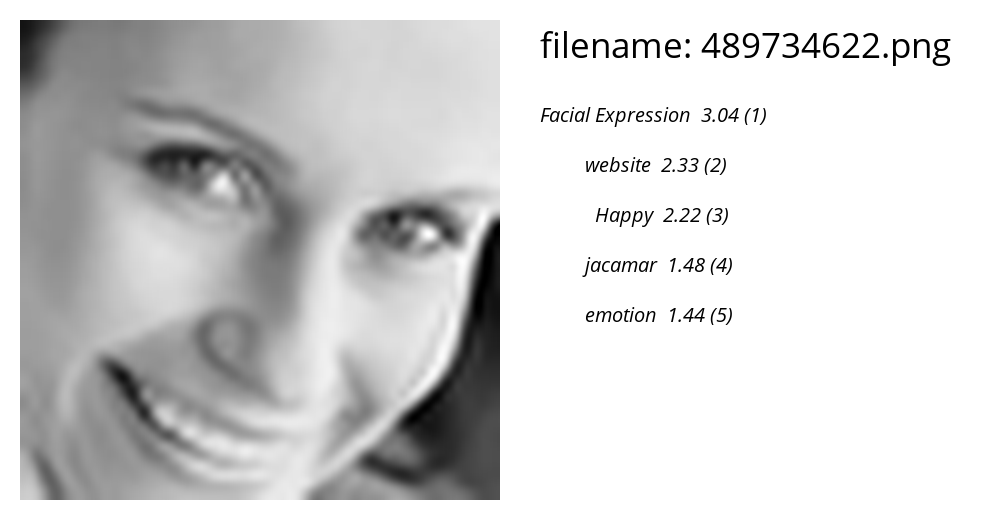 filename: 489734622.png
Facial Expression 3.04 (1)
website 2.33 (2)
Happy 2.22 (3)
jacamar 1.48 (4)
emotion 1.44 (5)